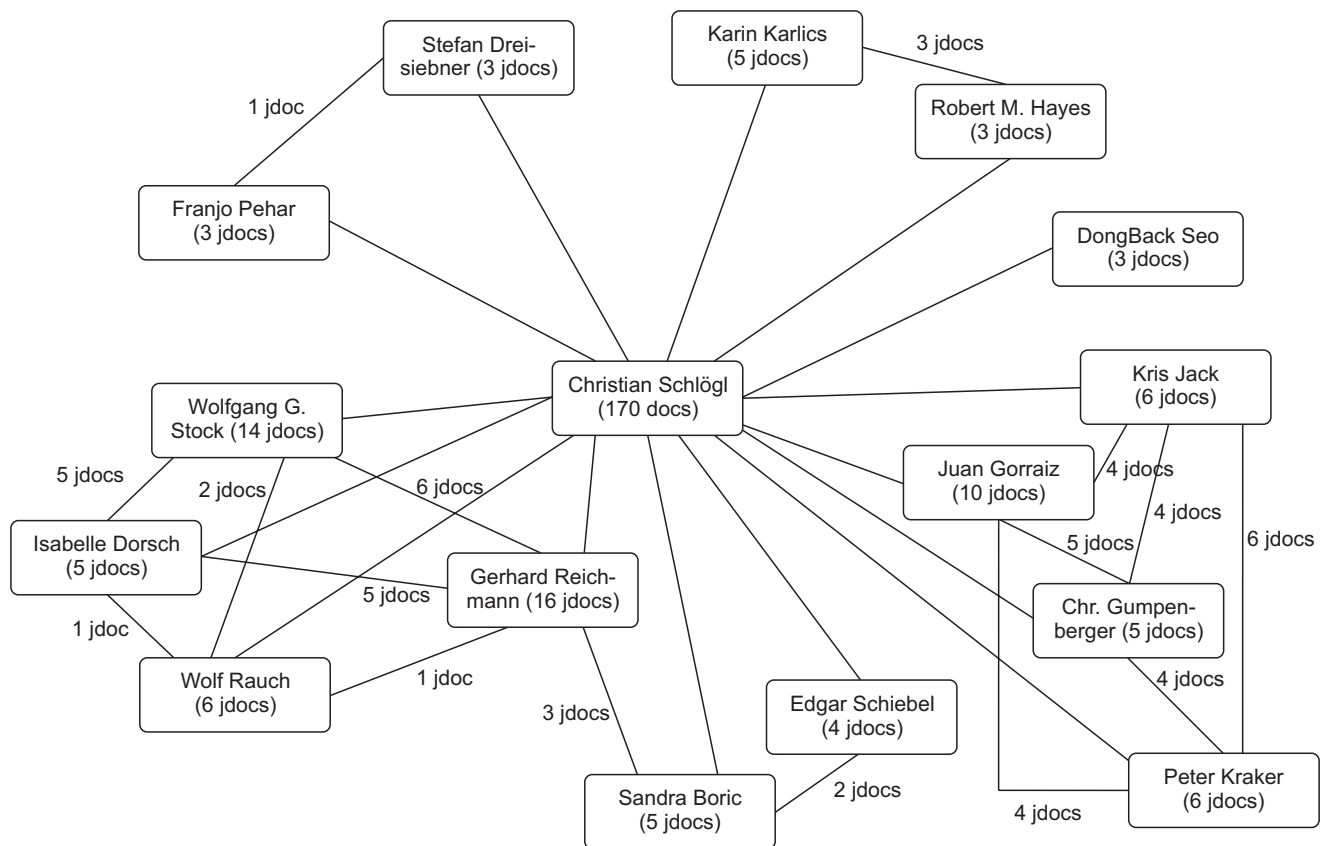 Stefan Drei-
siebner (3 jdocs)
Karin Karlics
(5 jdocs)
3 jdocs
Robert M. Hayes
(3 jdocs)
1 jdoc
Franjo Pehar
(3 jdocs)
DongBack Seo
(3 jdocs)
Christian Schlögl
(170 docs)
Kris Jack
(6 jdocs)
Wolfgang G.
Stock (14 jdocs)
Juan Gorraiz
(10 jdocs)
4 jdocs
5 jdocs
2 jdocs
6 jdocs
4 jdocs
5 jdocs
6 jdocs
Isabelle Dorsch
(5 jdocs)
Gerhard Reich-
mann (16 jdocs)
5 jdocs
Chr. Gumpen-
berger (5 jdocs)
1 jdoc
Wolf Rauch
(6 jdocs)
1 jdoc
4 jdocs
3 jdocs
Edgar Schiebel
(4 jdocs)
Sandra Boric
(5 jdocs)
2 jdocs
Peter Kraker
(6 jdocs)
4 jdocs